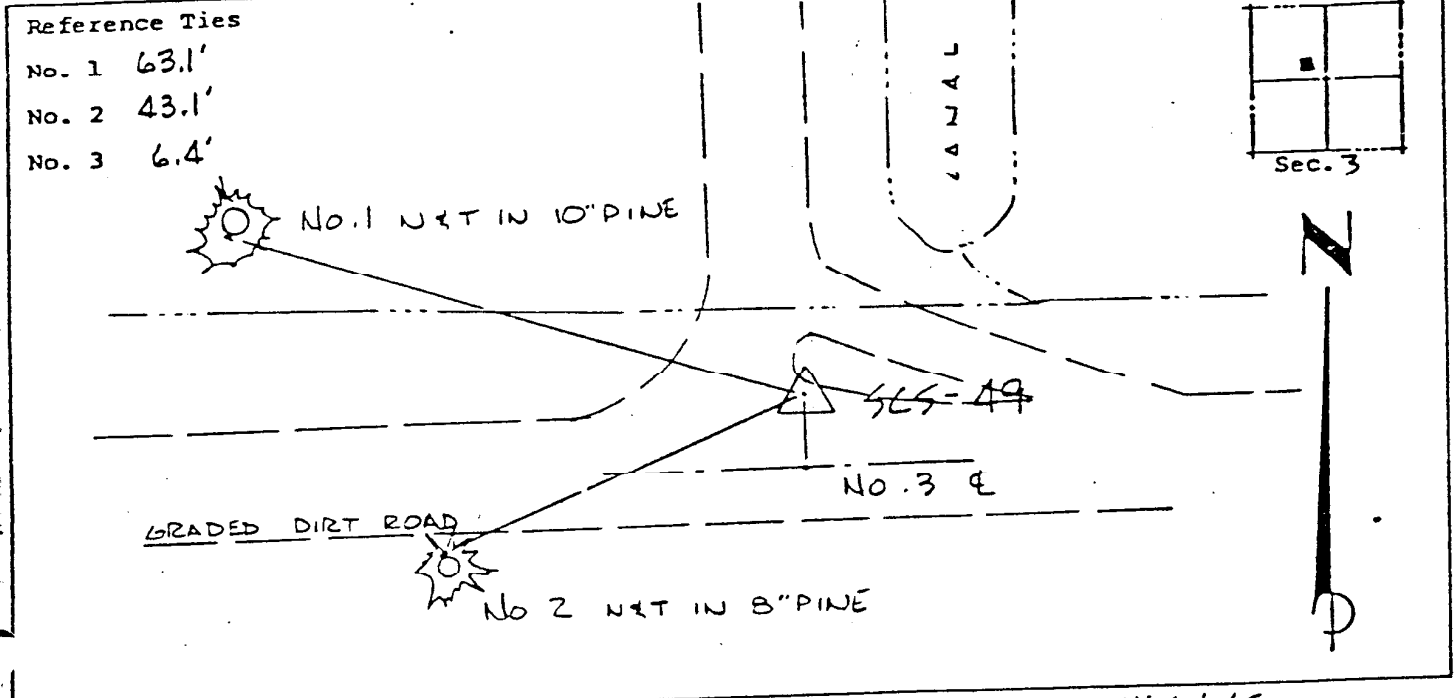 Reference Ties
No. 1 63.1'
No. 2 43.1'
No. 3 6.4'
CANAL
Sec. 3
N
No. 1 N&T IN 10" PINE
SLS-49
No. 3 ℄
GRADED DIRT ROAD
No 2 N&T IN 8" PINE